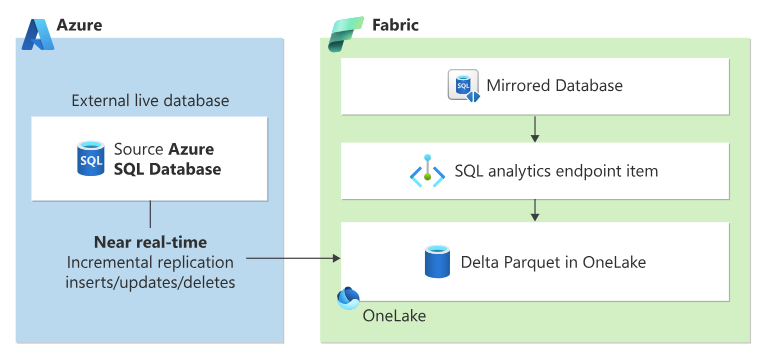 Azure
External live database
SQL
Source Azure
SQL Database
Near real-time
Incremental replication
inserts/updates/deletes
Fabric
SQL
Mirrored Database
SQL analytics endpoint item
Delta Parquet in OneLake
OneLake